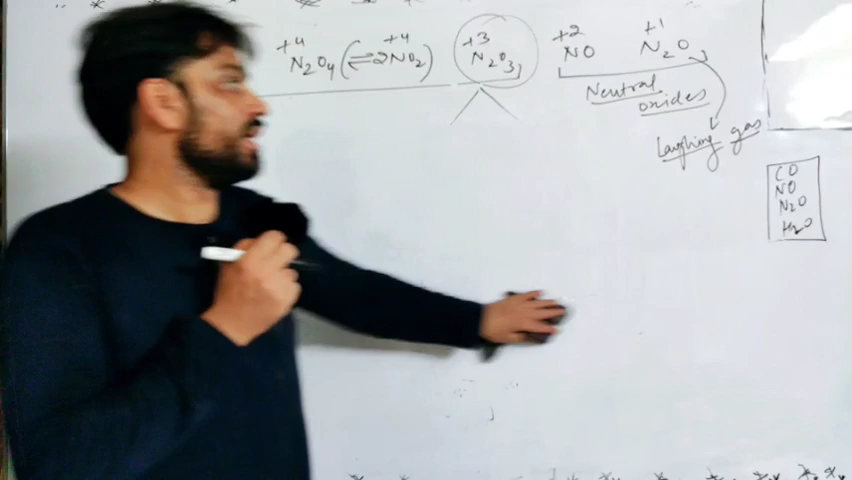 +4 +4 +3 +2 +1
N₂O₄ (⇌2NO₂) N₂O₃ NO N₂O
Neutral
oxides
Laughing gas
CO
NO
N₂O
H₂O